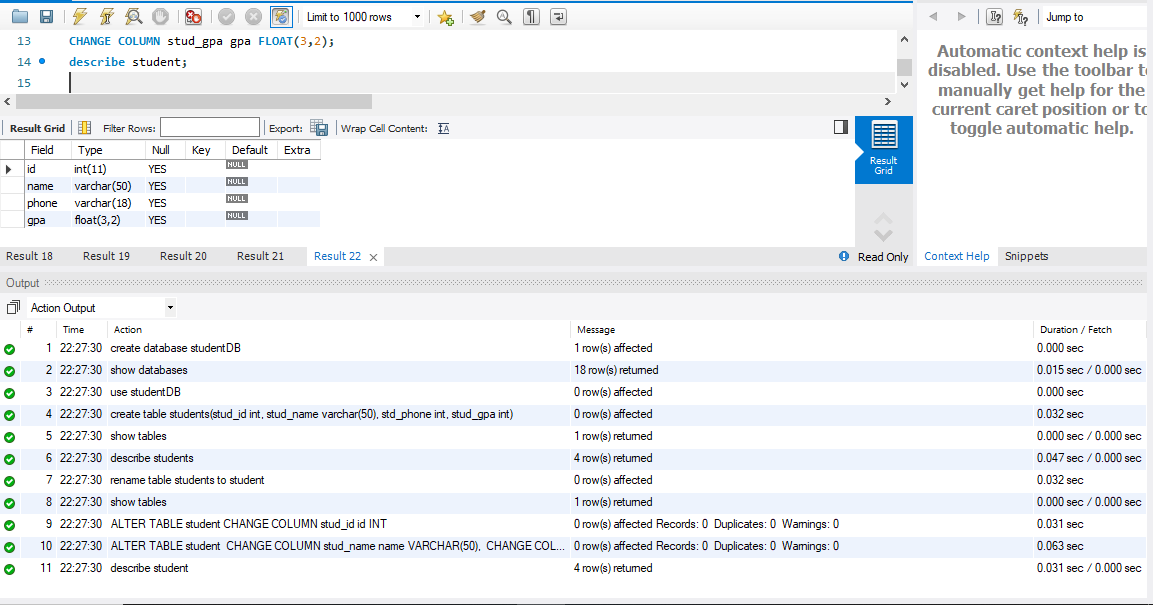 Limit to 1000 rows
Jump to
13 CHANGE COLUMN stud_gpa gpa FLOAT(3,2);
14 describe student;
15
Automatic context help is
disabled. Use the toolbar t
manually get help for the
current caret position or to
toggle automatic help.
Result Grid Filter Rows: Export: Wrap Cell Content: IA
Field Type Null Key Default Extra
id int(11) YES NULL
name varchar(50) YES NULL
phone varchar(18) YES NULL
gpa float(3,2) YES NULL
Result
Grid
Result 18 Result 19 Result 20 Result 21 Result 22 Read Only Context Help Snippets
Output
Action Output
# Time Action Message Duration / Fetch
1 22:27:30 create database studentDB 1 row(s) affected 0.000 sec
2 22:27:30 show databases 18 row(s) returned 0.015 sec / 0.000 sec
3 22:27:30 use studentDB 0 row(s) affected 0.000 sec
4 22:27:30 create table students(stud_id int, stud_name varchar(50), std_phone int, stud_gpa int) 0 row(s) affected 0.032 sec
5 22:27:30 show tables 1 row(s) returned 0.000 sec / 0.000 sec
6 22:27:30 describe students 4 row(s) returned 0.047 sec / 0.000 sec
7 22:27:30 rename table students to student 0 row(s) affected 0.032 sec
8 22:27:30 show tables 1 row(s) returned 0.000 sec / 0.000 sec
9 22:27:30 ALTER TABLE student CHANGE COLUMN stud_id id INT 0 row(s) affected Records: 0 Duplicates: 0 Warnings: 0 0.031 sec
10 22:27:30 ALTER TABLE student CHANGE COLUMN stud_name name VARCHAR(50), CHANGE COL... 0 row(s) affected Records: 0 Duplicates: 0 Warnings: 0 0.063 sec
11 22:27:30 describe student 4 row(s) returned 0.031 sec / 0.000 sec